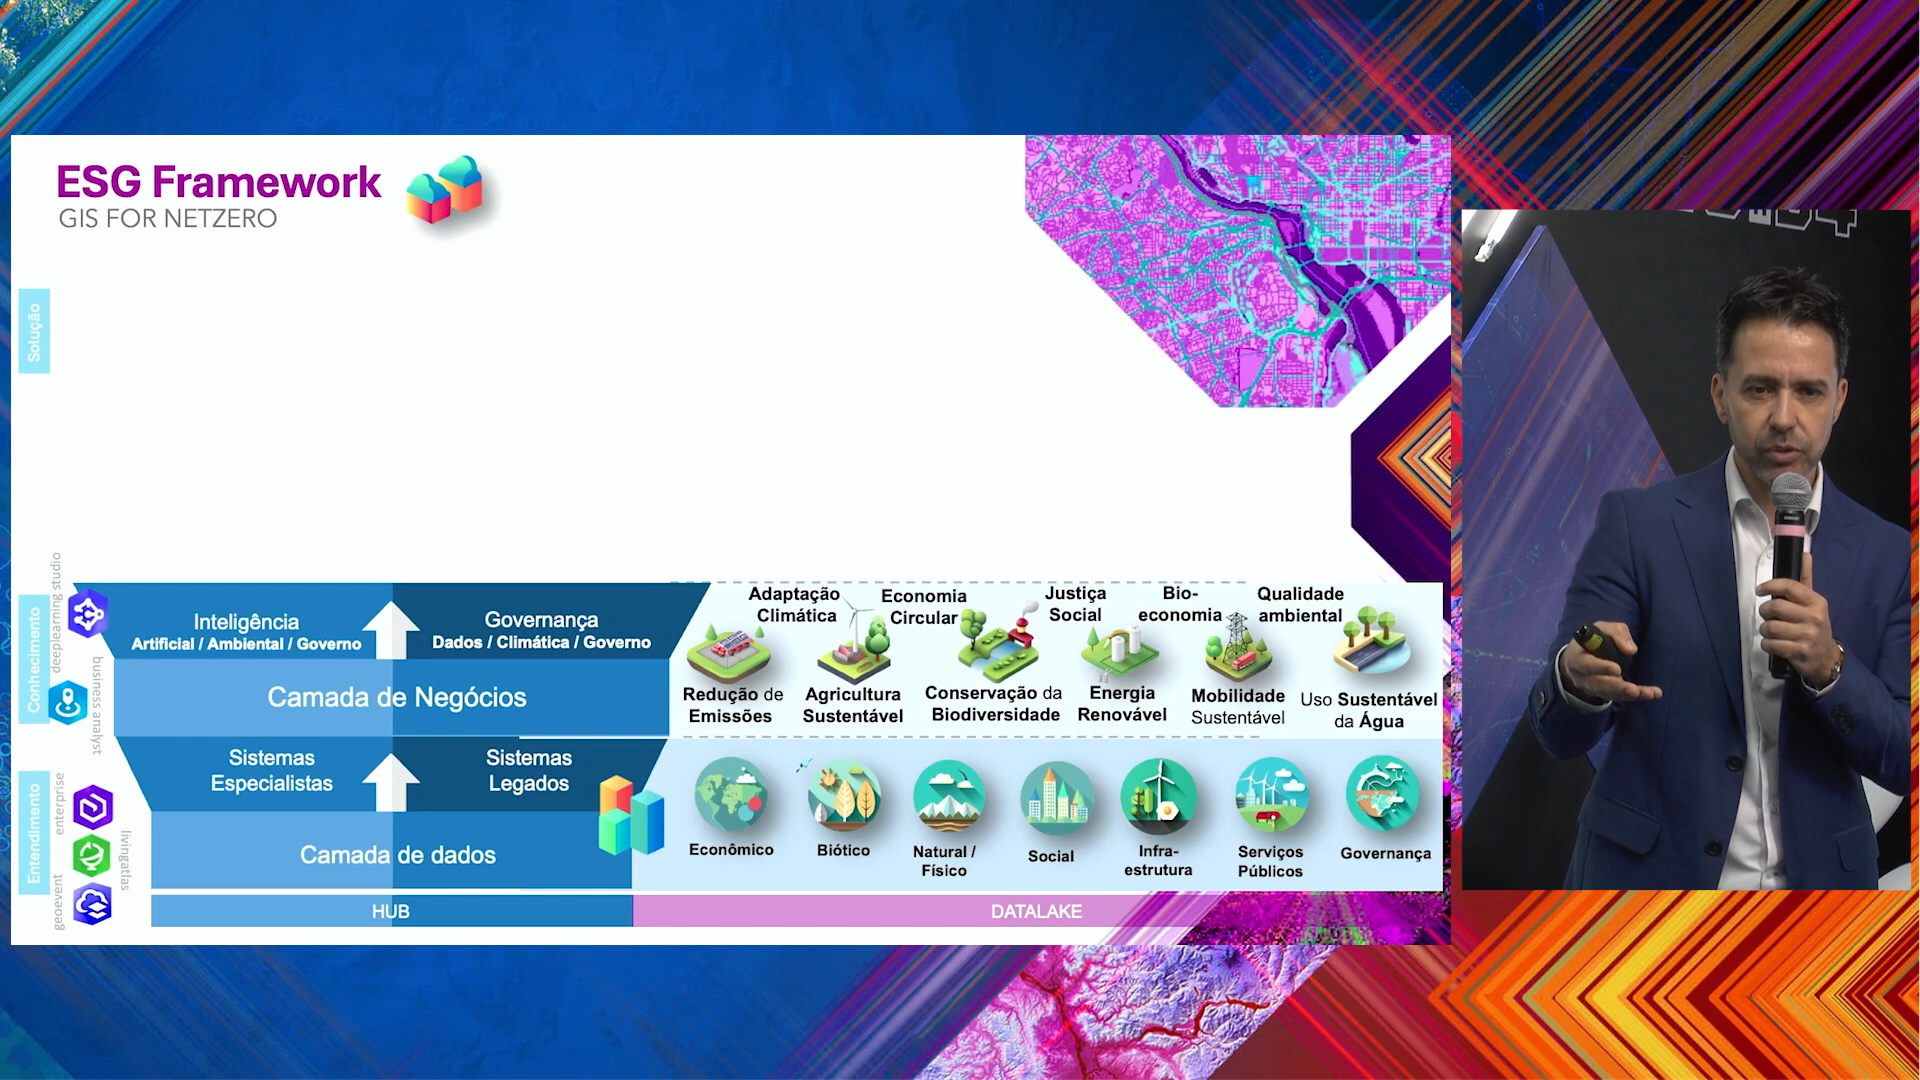 ESG Framework
GIS FOR NETZERO
Solução
Conhecimento
deeplearning studio
business analyst
Inteligência
Artificial / Ambiental / Governo
Governança
Dados / Climática / Governo
Camada de Negócios
Adaptação
Climática
Economia
Circular
Justiça
Social
Bio-
economia
Qualidade
ambiental
Redução de
Emissões
Agricultura
Sustentável
Conservação da
Biodiversidade
Energia
Renovável
Mobilidade
Sustentável
Uso Sustentável
da Água
Entendimento
enterprise
geoevent
livingatlas
Sistemas
Especialistas
Sistemas
Legados
Camada de dados
Econômico
Biótico
Natural /
Físico
Social
Infra-
estrutura
Serviços
Públicos
Governança
HUB
DATALAKE